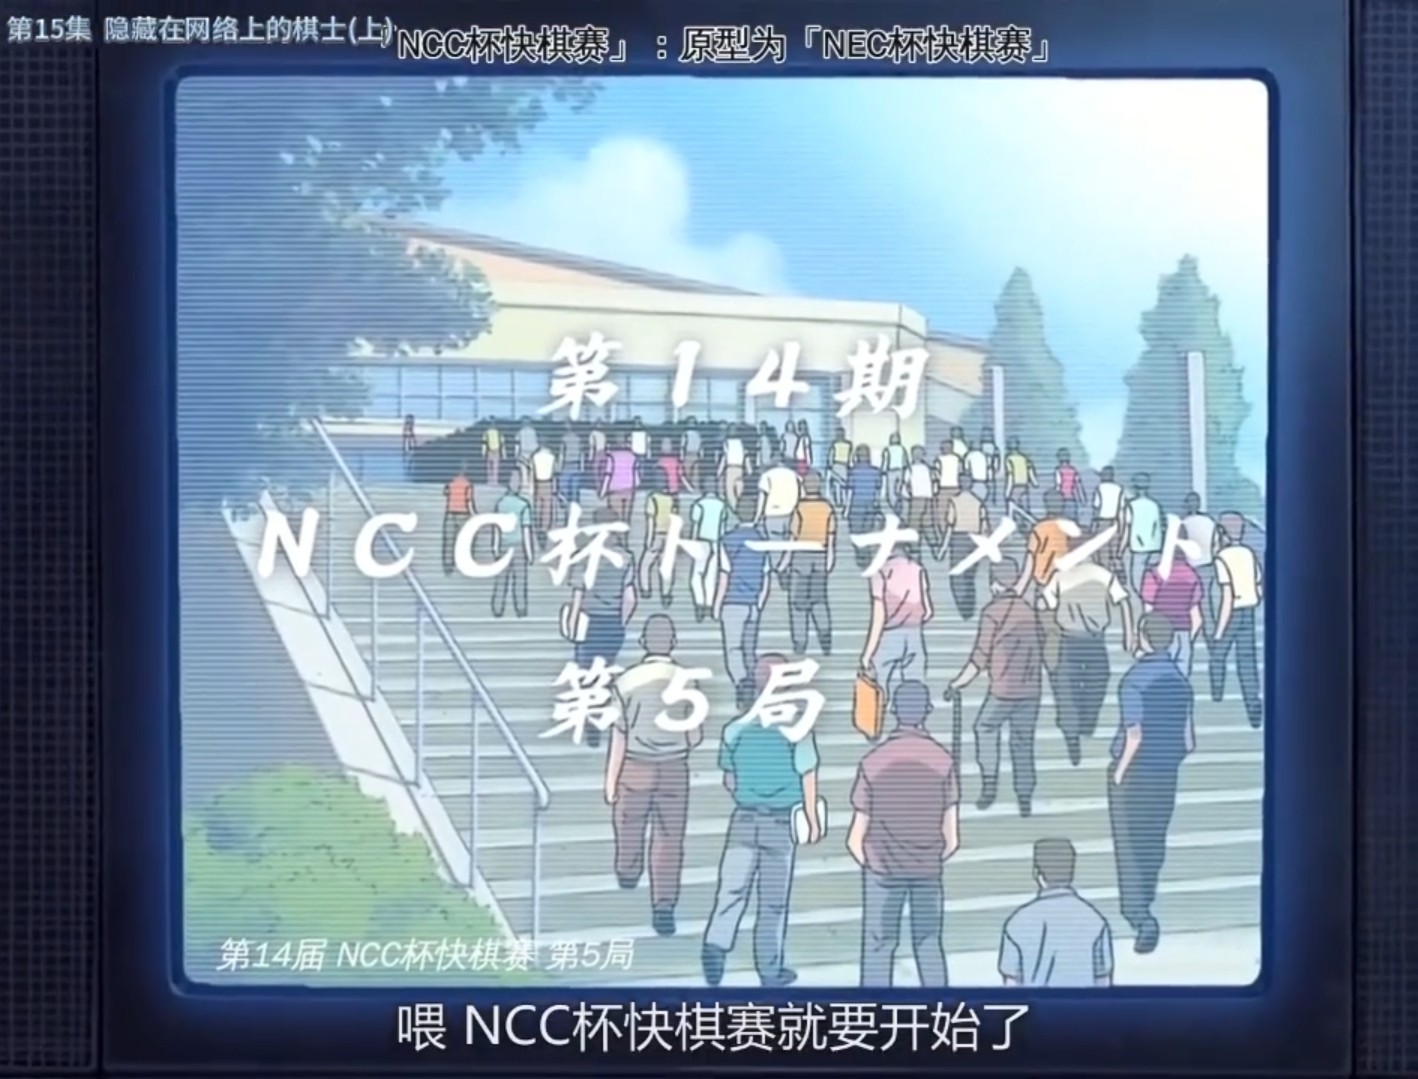 第15集 隐藏在网络上的棋士(上)
「NCC杯快棋赛」：原型为「NEC杯快棋赛」
第14期
NCC杯トーナメント
第5局
第14届 NCC杯快棋赛 第5局
喂 NCC杯快棋赛就要开始了